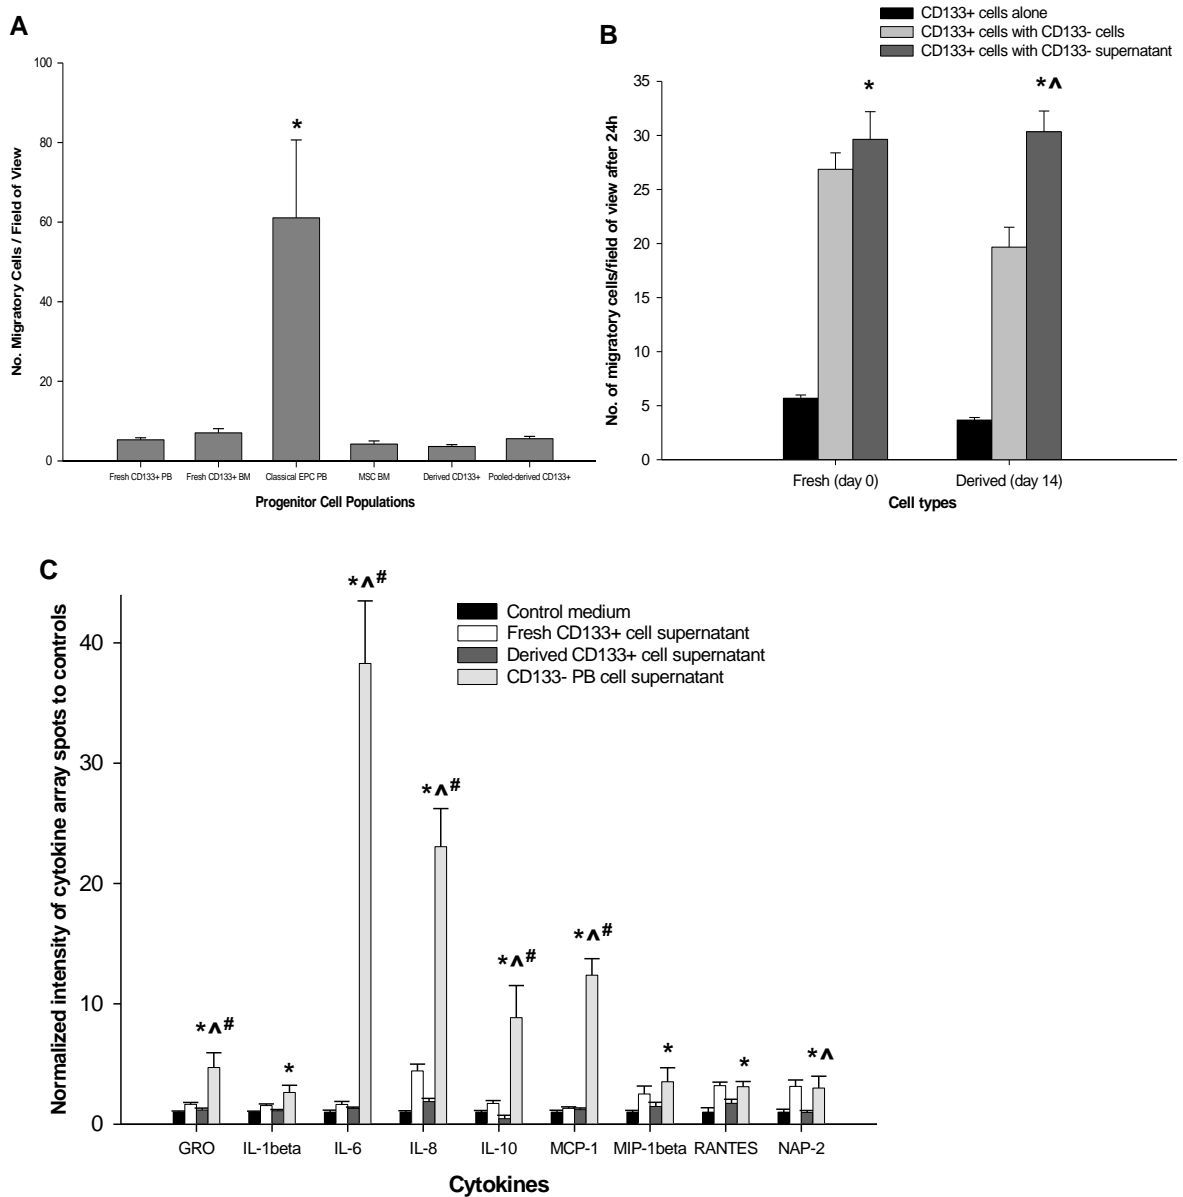 A
No. Migratory Cells / Field of View
100
80
60
40
20
0
*
Fresh CD133+ PB
Fresh CD133+ BM
Classical EPC PB
MSC BM
Derived CD133+
Pooled-derived CD133+
Progenitor Cell Populations
B
CD133+ cells alone
CD133+ cells with CD133- cells
CD133+ cells with CD133- supernatant
No. of migratory cells/field of view after 24h
35
30
25
20
15
10
5
0
*
*^
Fresh (day 0)
Derived (day 14)
Cell types
C
Normalized intensity of cytokine array spots to controls
40
30
20
10
0
Control medium
Fresh CD133+ cell supernatant
Derived CD133+ cell supernatant
CD133- PB cell supernatant
*^#
*
*^#
*^#
*^#
*^#
*
*
*^
GRO
IL-1beta
IL-6
IL-8
IL-10
MCP-1
MIP-1beta
RANTES
NAP-2
Cytokines